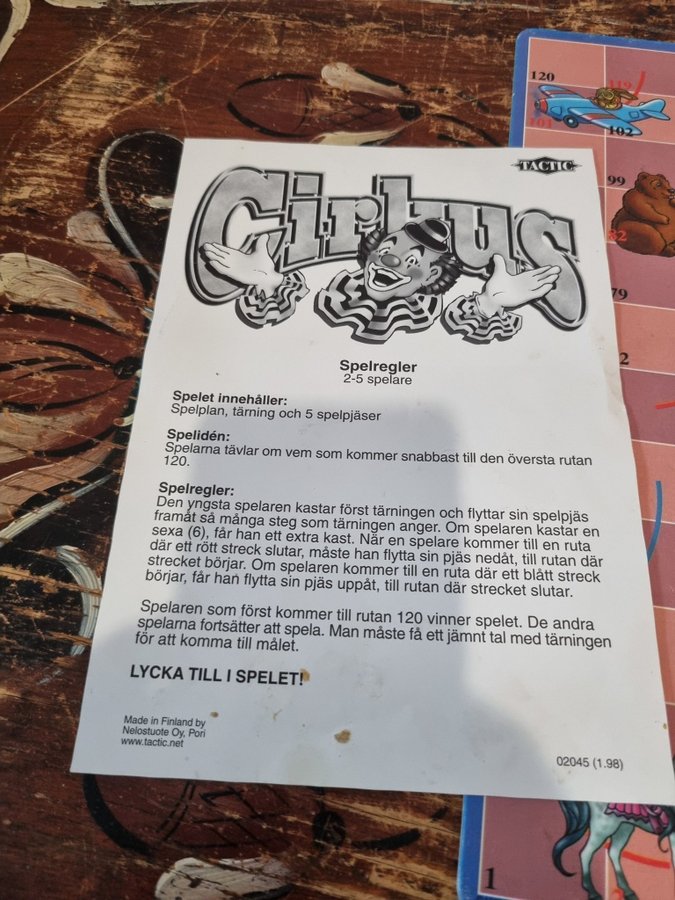 TACTIC
Cirkus
Spelregler
2-5 spelare
Spelet innehåller:
Spelplan, tärning och 5 spelpjäser
Spelidén:
Spelarna tävlar om vem som kommer snabbast till den översta rutan
120.
Spelregler:
Den yngsta spelaren kastar först tärningen och flyttar sin spelpjäs
framåt så många steg som tärningen anger. Om spelaren kastar en
sexa (6), får han ett extra kast. När en spelare kommer till en ruta
där ett rött streck slutar, måste han flytta sin pjäs nedåt, till rutan där
strecket börjar. Om spelaren kommer till en ruta där ett blått streck
börjar, får han flytta sin pjäs uppåt, till rutan där strecket slutar.
Spelaren som först kommer till rutan 120 vinner spelet. De andra
spelarna fortsätter att spela. Man måste få ett jämnt tal med tärningen
för att komma till målet.
LYCKA TILL I SPELET!
Made in Finland by
Nelostuote Oy, Pori
www.tactic.net
02045 (1.98)
120
119
101
102
99
82
79
2
1